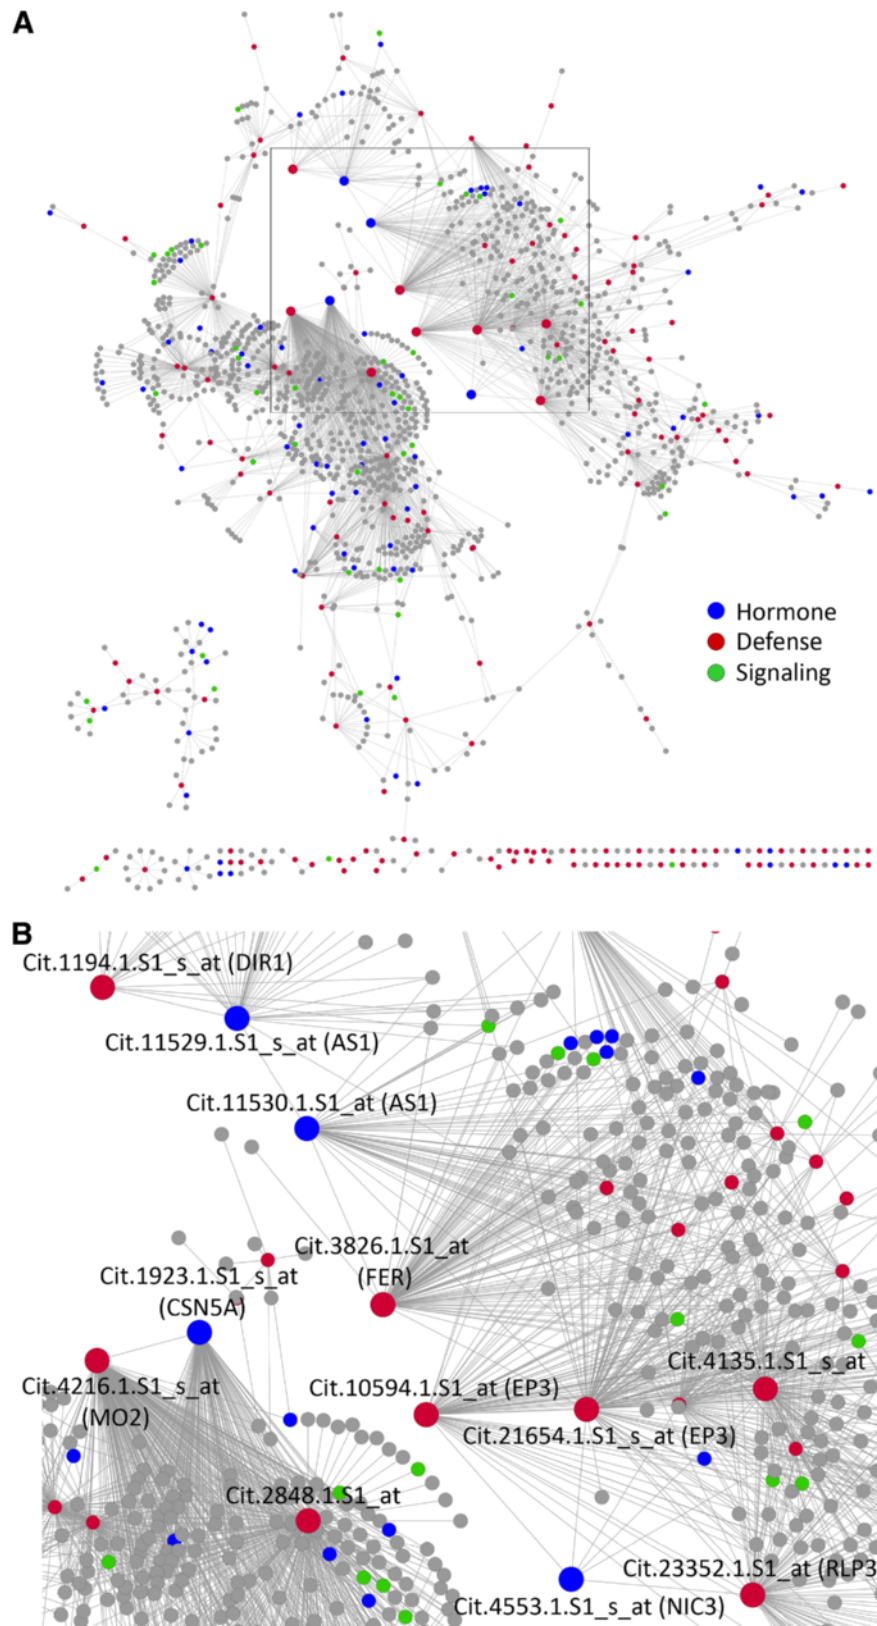 A
Hormone
Defense
Signaling
B
Cit.1194.1.S1_s_at (DIR1)
Cit.11529.1.S1_s_at (AS1)
Cit.11530.1.S1_at (AS1)
Cit.3826.1.S1_at
(FER)
Cit.1923.1.S1_s_at
(CSN5A)
Cit.4135.1.S1_s_at
Cit.4216.1.S1_s_at
(MO2)
Cit.10594.1.S1_at (EP3)
Cit.21654.1.S1_s_at (EP3)
Cit.2848.1.S1_at
Cit.23352.1.S1_at (RLP3
Cit.4553.1.S1_s_at (NIC3)